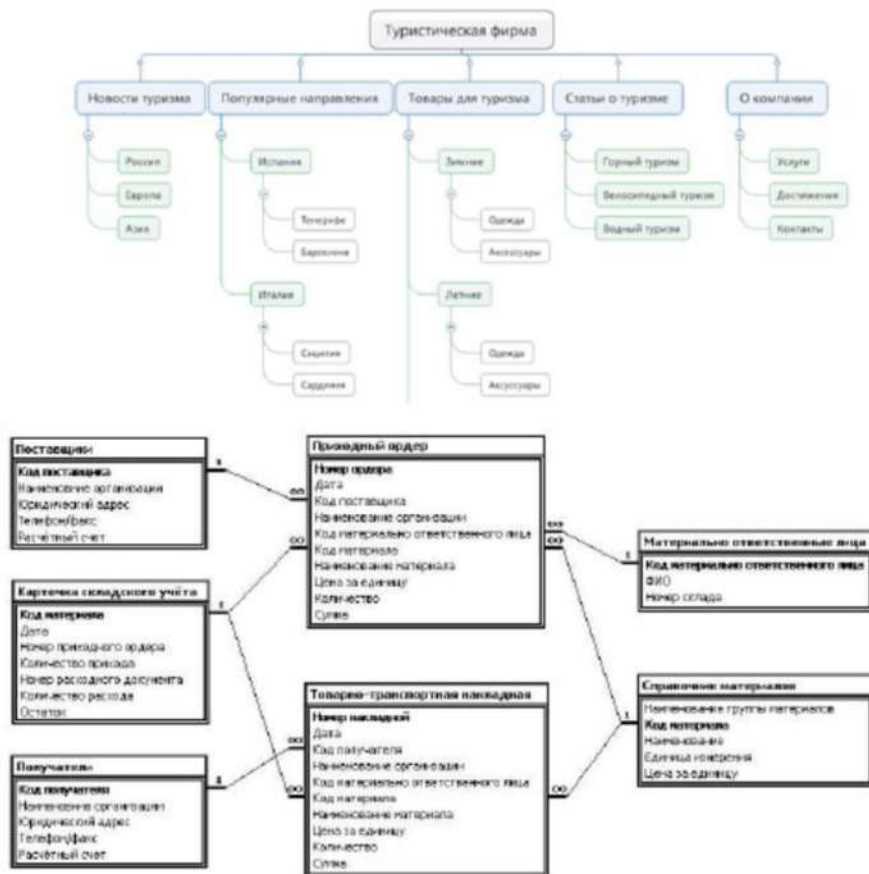 Туристическая фирма
Новости туризма
Популярные направления
Товары для туризма
Статьи о туризме
О компании
Россия
Испания
Зимние
Горный туризм
Услуги
Европа
Велосипедный туризм
Достижения
Азия
Тенерифе
Одежда
Водный туризм
Контакты
Барселона
Аксессуары
Италия
Летние
Сицилия
Одежда
Сардиния
Аксессуары
Поставщики
Код поставщика
Наименование организации
Юридический адрес
Телефон/факс
Расчётный счет
Приходный ордер
Номер ордера
Дата
Код поставщика
Наименование организации
Код материально ответственного лица
Код материала
Наименование материала
Цена за единицу
Количество
Сумма
Материально ответственные лица
Код материально ответственного лица
ФИО
Номер склада
Карточка складского учёта
Код материала
Дата
Номер приходного ордера
Количество прихода
Номер расходного документа
Количество расхода
Остаток
Товарно-транспортная накладная
Номер накладной
Дата
Код получателя
Наименование организации
Код материально ответственного лица
Код материала
Наименование материала
Цена за единицу
Количество
Сумма
Справочник материалов
Наименование группы материалов
Код материала
Наименование
Единица измерения
Цена за единицу
Получатели
Код получателя
Наименование организации
Юридический адрес
Телефон/факс
Расчётный счет